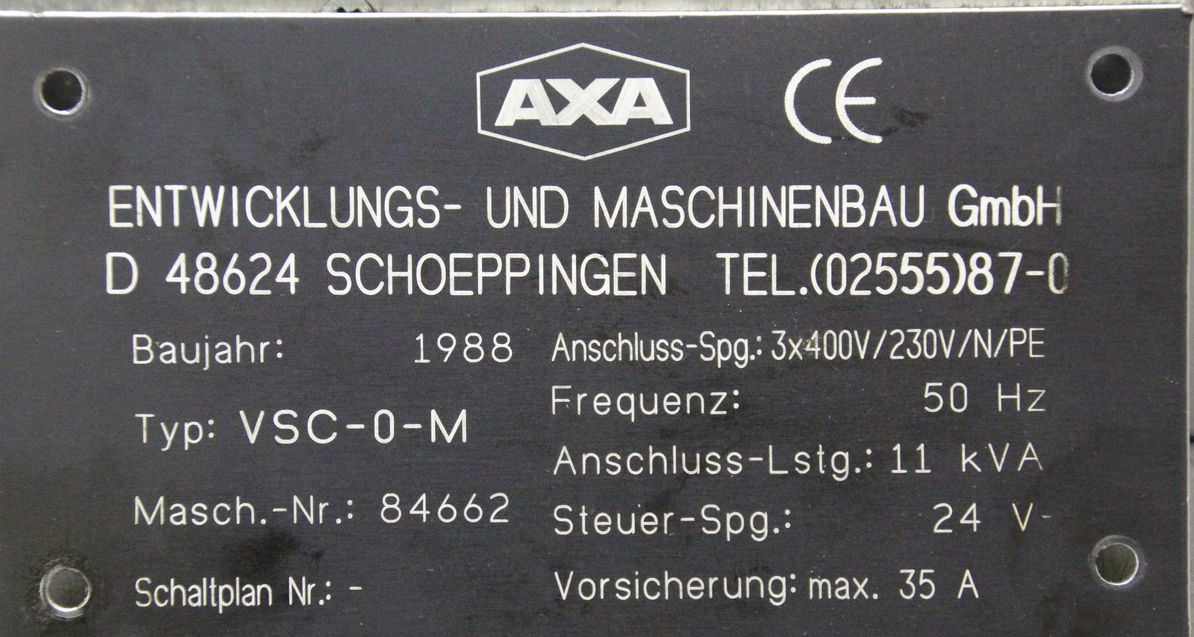 AXA CE
ENTWICKLUNGS- UND MASCHINENBAU GmbH
D 48624 SCHOEPPINGEN TEL.(02555)87-0
Baujahr: 1988
Typ: VSC-0-M
Masch.-Nr.: 84662
Schaltplan Nr.: -
Anschluss-Spg.: 3x400V/230V/N/PE
Frequenz: 50 Hz
Anschluss-Lstg.: 11 kVA
Steuer-Spg.: 24 V-
Vorsicherung: max. 35 A